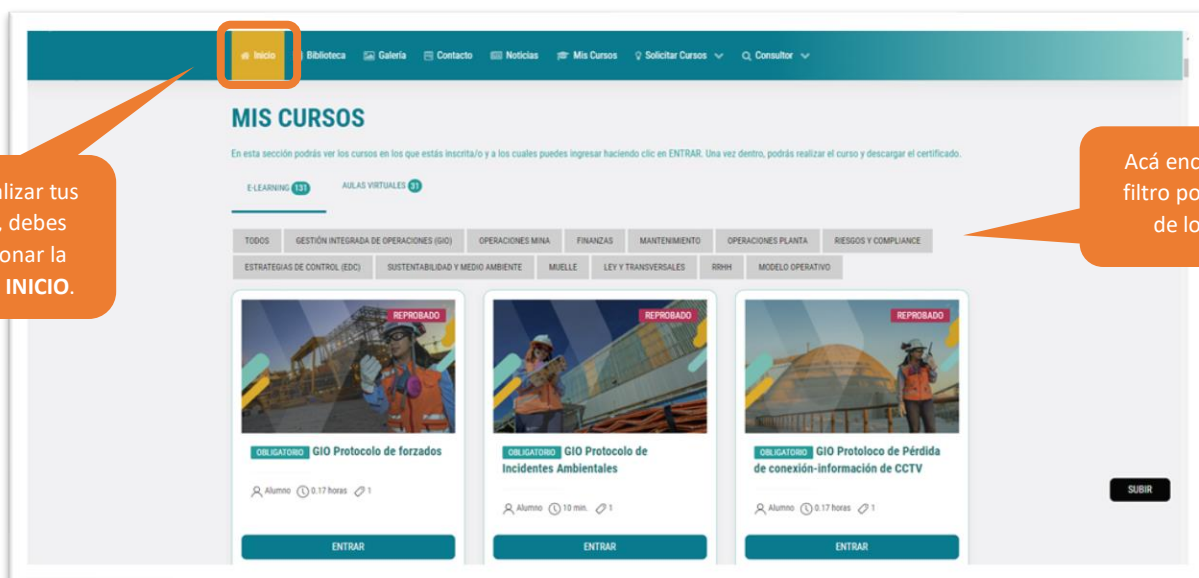 Inicio Biblioteca Galería Contacto Noticias Mis Cursos Solicitar Cursos Consultor
MIS CURSOS
En esta sección podrás ver los cursos en los que estás inscrita/o y a los cuales puedes ingresar haciendo clic en ENTRAR. Una vez dentro, podrás realizar el curso y descargar el certificado.
E-LEARNING 131 AULAS VIRTUALES 31
TODOS GESTIÓN INTEGRADA DE OPERACIONES (GIO) OPERACIONES MINA FINANZAS MANTENIMIENTO OPERACIONES PLANTA RIESGOS Y COMPLIANCE
ESTRATEGIAS DE CONTROL (EDC) SUSTENTABILIDAD Y MEDIO AMBIENTE MUELLE LEY Y TRANSVERSALES RRHH MODELO OPERATIVO
lizar tus
, debes
onar la
INICIO.
Acá enc
filtro po
de lo
REPROBADO
OBLIGATORIO GIO Protocolo de forzados
Alumno 0.17 horas 1
ENTRAR
REPROBADO
OBLIGATORIO GIO Protocolo de
Incidentes Ambientales
Alumno 10 min. 1
ENTRAR
REPROBADO
OBLIGATORIO GIO Protoloco de Pérdida
de conexión-información de CCTV
Alumno 0.17 horas 1
ENTRAR
SUBIR